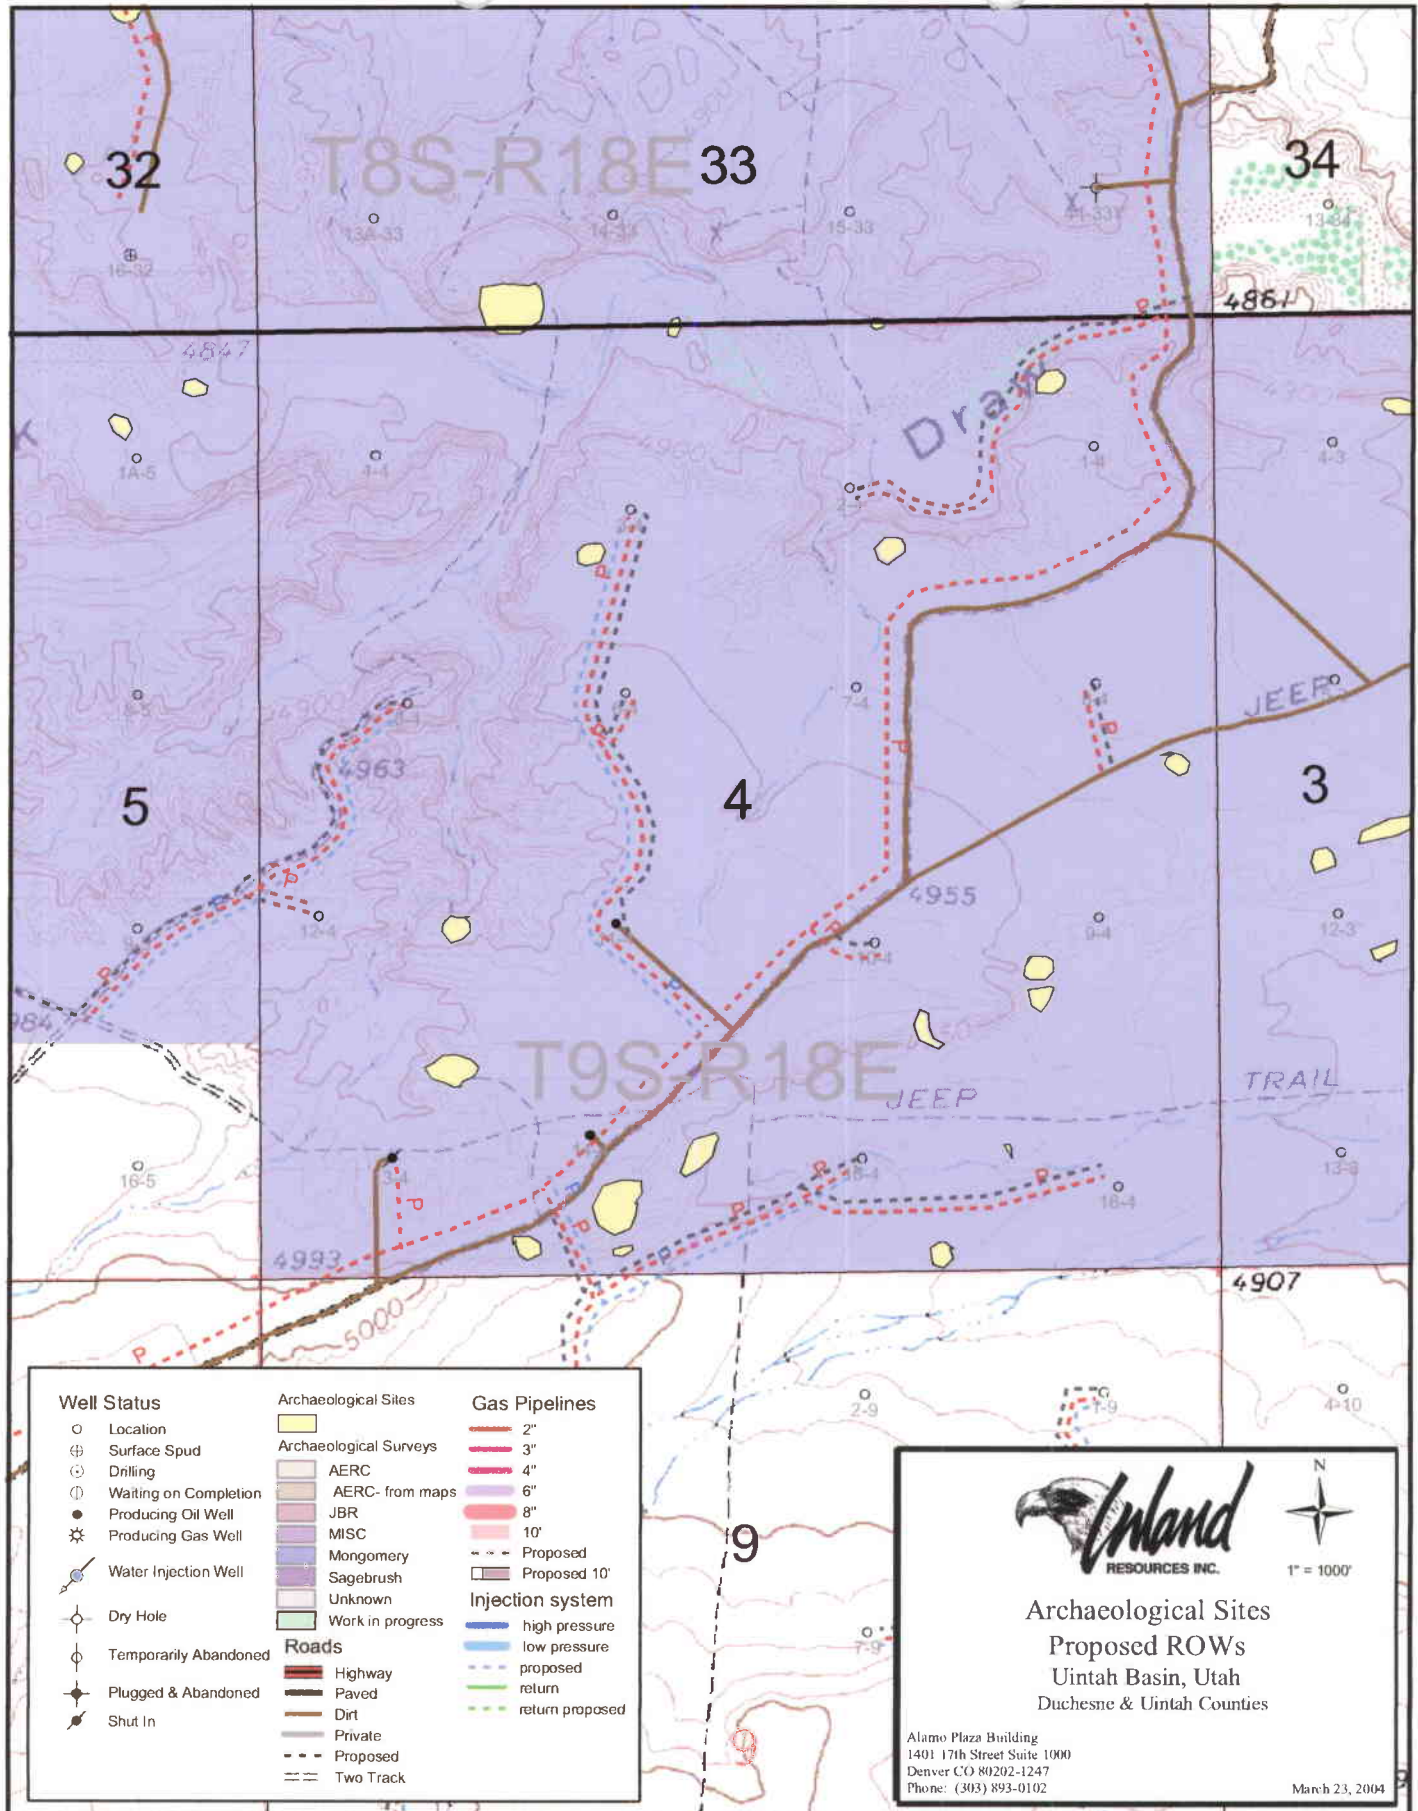 T8S-R18E
32
33
34
13A-33
14-33
15-33
44-33Y
13-34
16-32
X
X
4861
P
4847
4900
Draw
K
1A-5
4-4
4900
1-4
4-3
2-4
P
7-4
JEEP
P
P
P
4963
5
4
3
P
P
4955
12-4
9-4
12-3
10-4
P
P
984
T9S-R18E
JEEP
TRAIL
16-5
P
P
P
P
P
P
P
16-4
13-3
4993
4907
5000
P
2-9
1-9
4-10
9
7-9
9
Well Status
Location
Surface Spud
Drilling
Waiting on Completion
Producing Oil Well
Producing Gas Well
Water Injection Well
Dry Hole
Temporarily Abandoned
Plugged & Abandoned
Shut In
Archaeological Sites
Archaeological Surveys
AERC
AERC- from maps
JBR
MISC
Mongomery
Sagebrush
Unknown
Work in progress
Roads
Highway
Paved
Dirt
Private
Proposed
Two Track
Gas Pipelines
2"
3"
4"
6"
8"
10'
Proposed
Proposed 10'
Injection system
high pressure
low pressure
proposed
return
return proposed
Inland
RESOURCES INC.
N
1" = 1000'
Archaeological Sites
Proposed ROWs
Uintah Basin, Utah
Duchesne & Uintah Counties
Alamo Plaza Building
1401 17th Street Suite 1000
Denver CO 80202-1247
Phone: (303) 893-0102
March 23, 2004